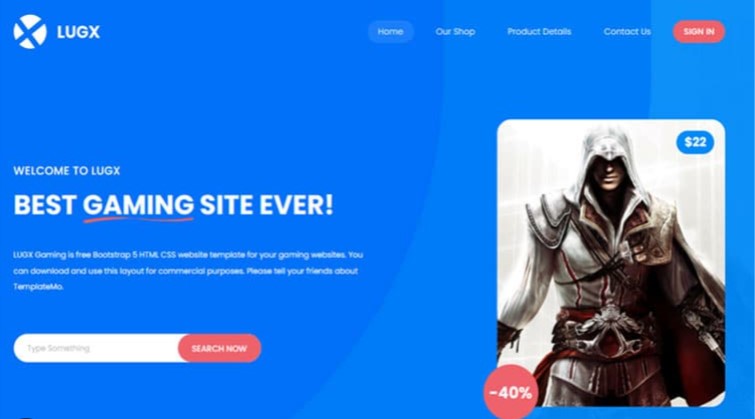 LUGX
Home Our Shop Product Details Contact Us SIGN IN
$22
WELCOME TO LUGX
BEST GAMING SITE EVER!
LUGX Gaming is free Bootstrap 5 HTML CSS website template for your gaming websites. You
can download and use this layout for commercial purposes. Please tell your friends about
TemplateMo.
Type Something SEARCH NOW
-40%